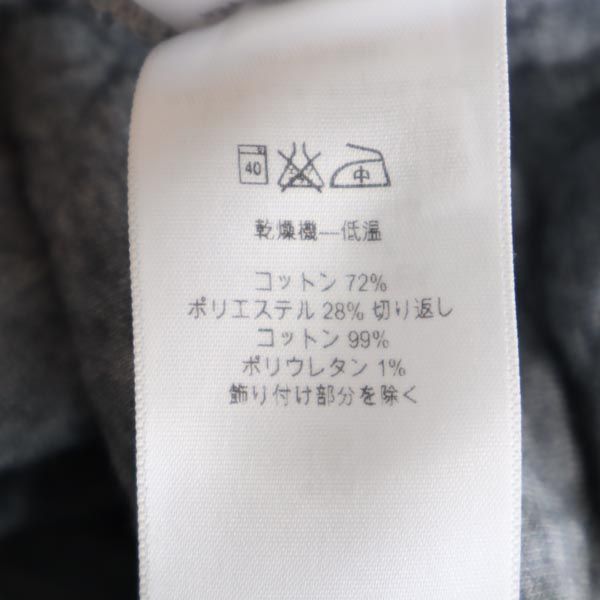 40 中
乾燥機—低温
コットン 72%
ポリエステル 28% 切り返し
コットン 99%
ポリウレタン 1%
飾り付け部分を除く